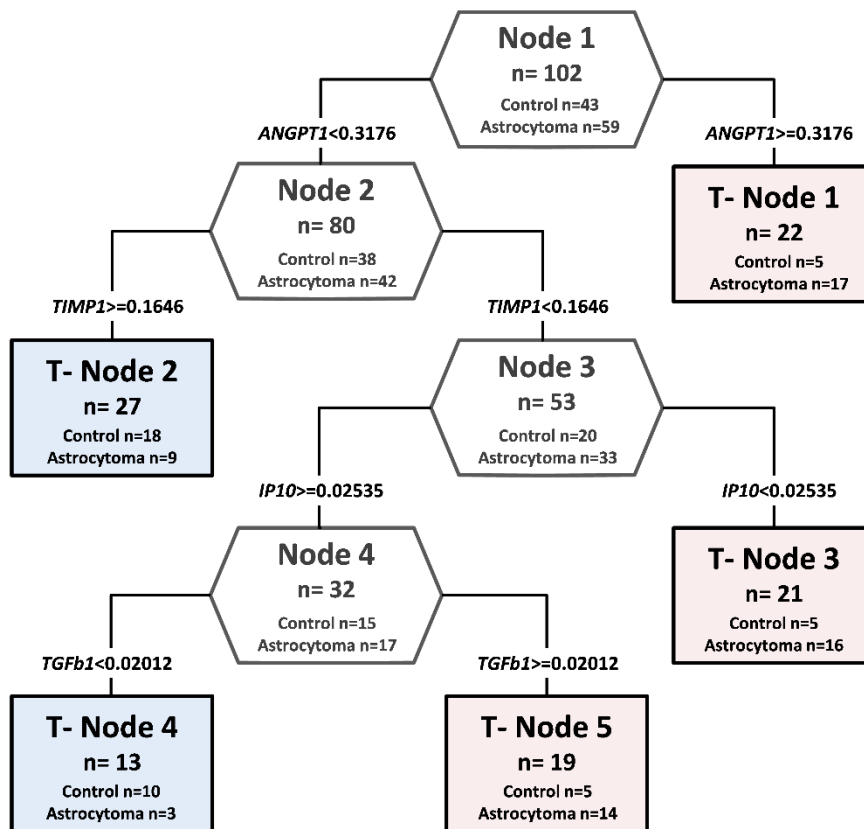 Node 1
n= 102
Control n=43
Astrocytoma n=59
ANGPT1<0.3176
ANGPT1>=0.3176
Node 2
n= 80
Control n=38
Astrocytoma n=42
T- Node 1
n= 22
Control n=5
Astrocytoma n=17
TIMP1>=0.1646
TIMP1<0.1646
T- Node 2
n= 27
Control n=18
Astrocytoma n=9
Node 3
n= 53
Control n=20
Astrocytoma n=33
IP10>=0.02535
IP10<0.02535
Node 4
n= 32
Control n=15
Astrocytoma n=17
T- Node 3
n= 21
Control n=5
Astrocytoma n=16
TGFb1<0.02012
TGFb1>=0.02012
T- Node 4
n= 13
Control n=10
Astrocytoma n=3
T- Node 5
n= 19
Control n=5
Astrocytoma n=14